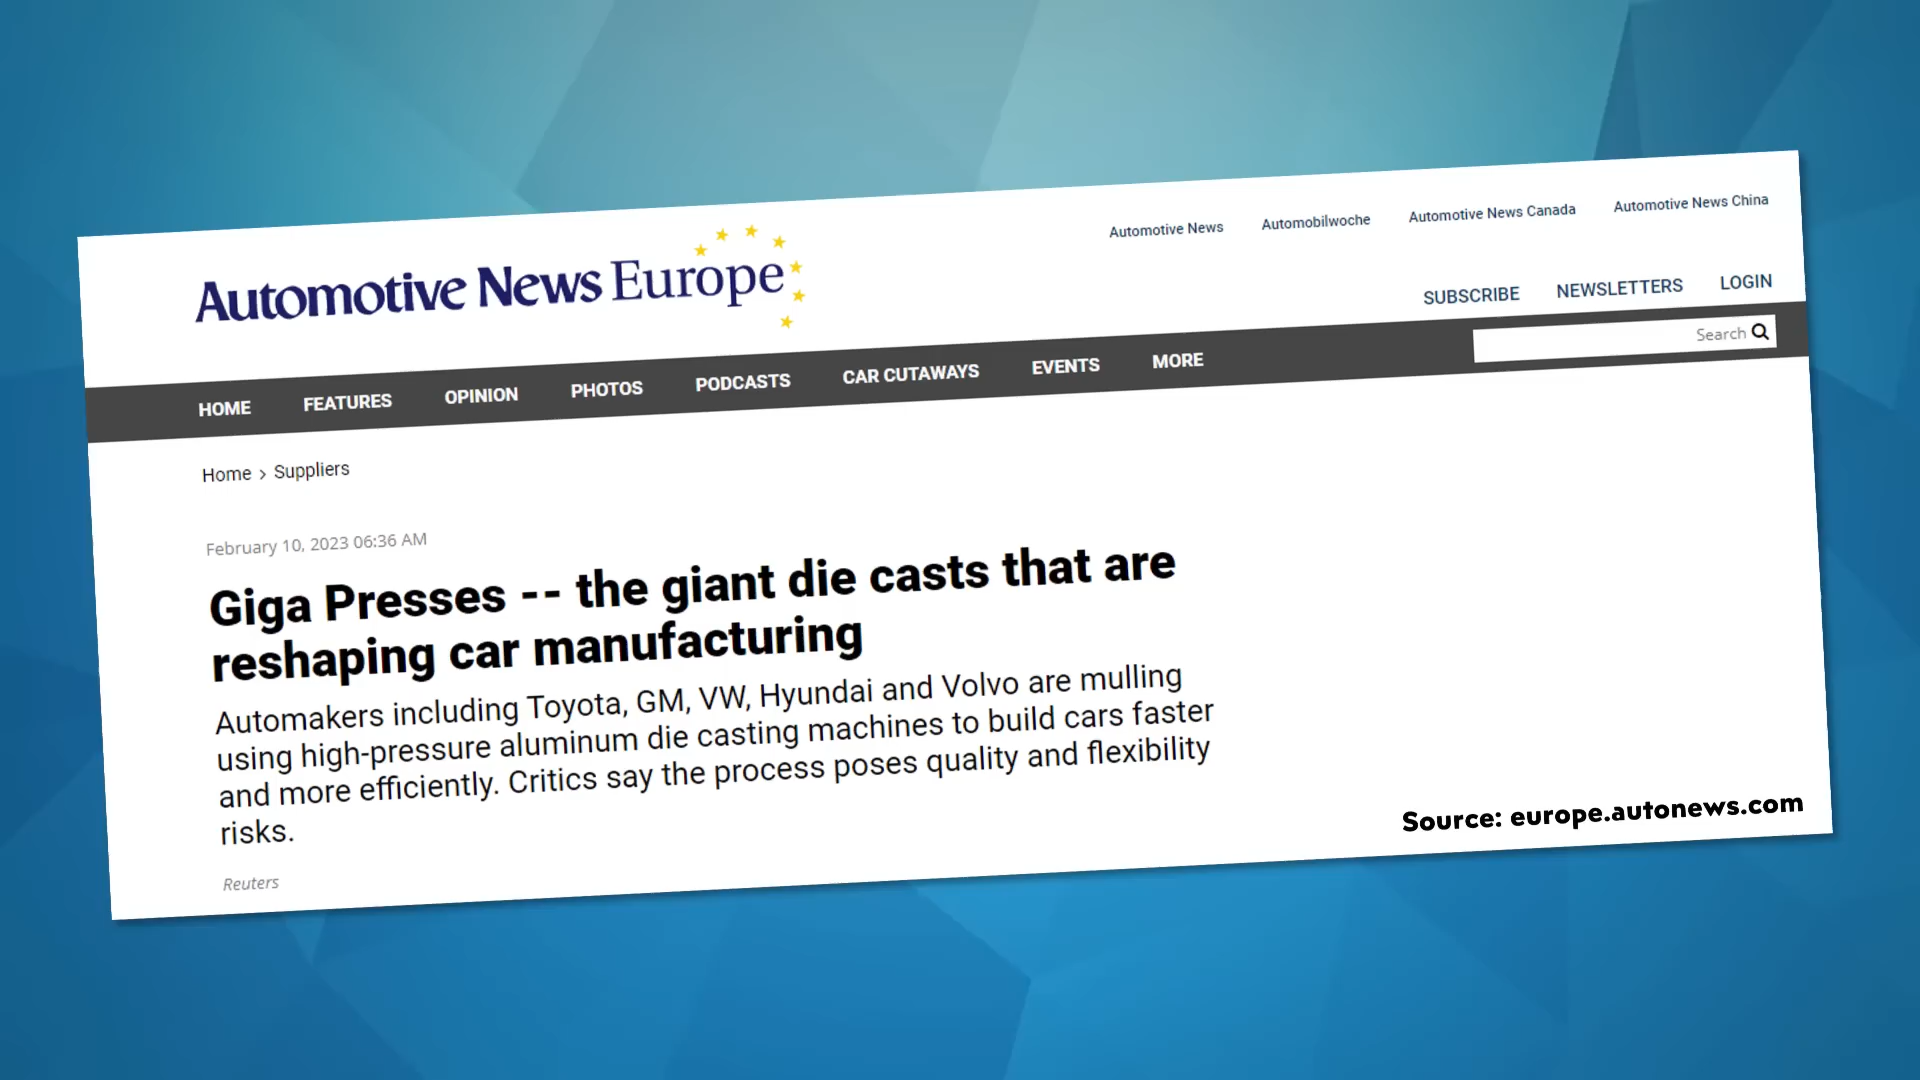 Automotive News Automobilwoche Automotive News Canada Automotive News China
Automotive News Europe
SUBSCRIBE NEWSLETTERS LOGIN
HOME FEATURES OPINION PHOTOS PODCASTS CAR CUTAWAYS EVENTS MORE Search
Home > Suppliers
February 10, 2023 06:36 AM
Giga Presses -- the giant die casts that are
reshaping car manufacturing
Automakers including Toyota, GM, VW, Hyundai and Volvo are mulling
using high-pressure aluminum die casting machines to build cars faster
and more efficiently. Critics say the process poses quality and flexibility
risks.
Source: europe.autonews.com
Reuters